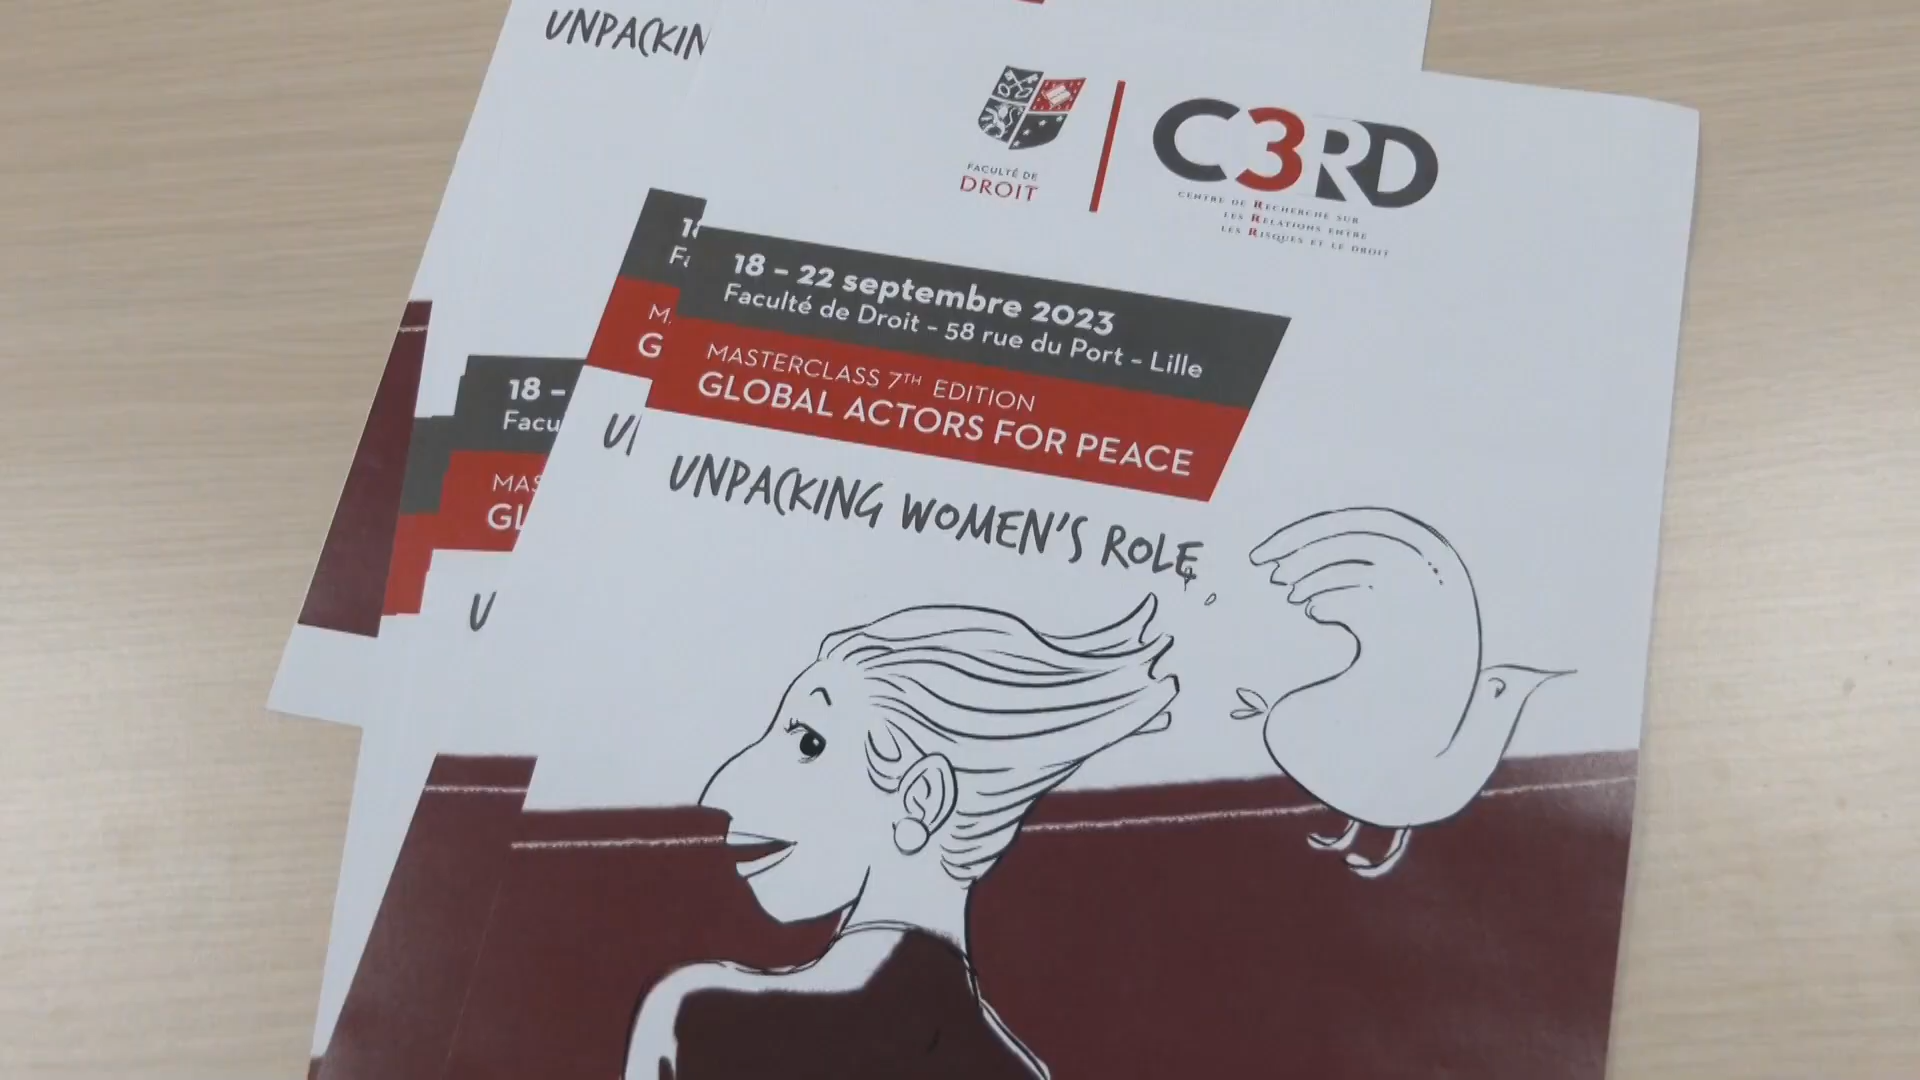 UNPACKIN
FACULTÉ DE
DROIT
C3RD
CENTRE DE RECHERCHE SUR
LES RELATIONS ENTRE
LES RISQUES ET LE DROIT
18
Fa
M
G
18 – 22 septembre 2023
Faculté de Droit – 58 rue du Port – Lille
MASTERCLASS 7TH EDITION
GLOBAL ACTORS FOR PEACE
UNPACKING WOMEN'S ROLE
18 –
Facu
MAS
GL
U